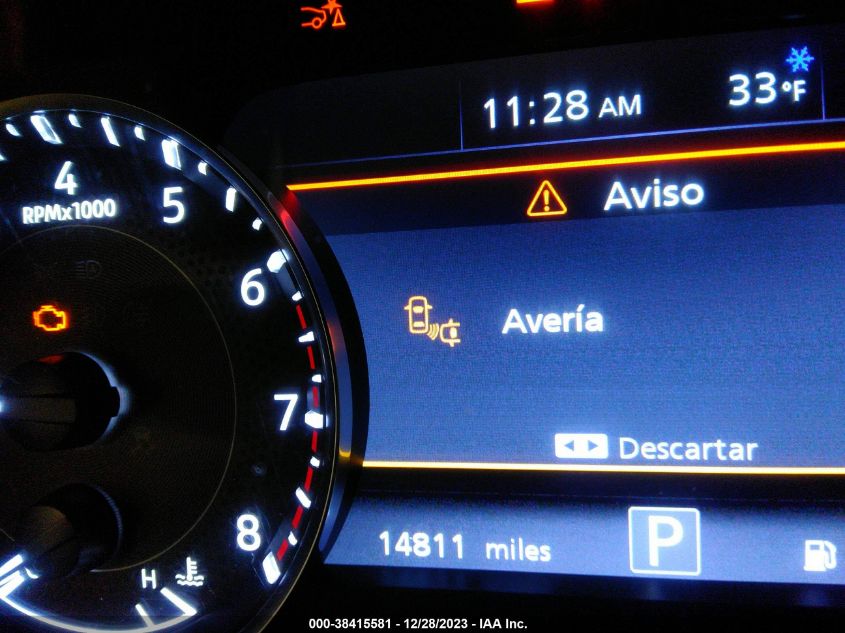 11:28 AM
33°F
Aviso
4
RPMx1000
5
6
7
8
Avería
Descartar
14811 miles
P
H
000-38415581 - 12/28/2023 - IAA Inc.